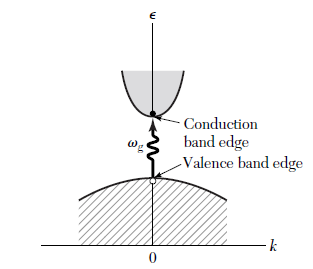 ϵ
Conduction
band edge
ω_g
Valence band edge
k
0